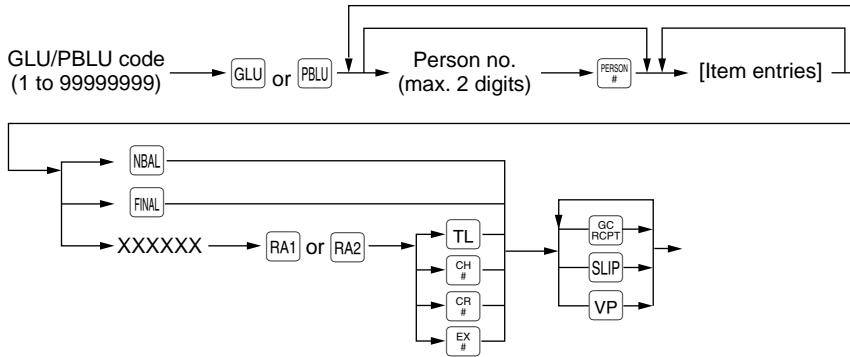 GLU/PBLU code
(1 to 99999999)
GLU or PBLU
Person no.
(max. 2 digits)
PERSON
#
[Item entries]
NBAL
FINAL
XXXXXX
RA1 or RA2
TL
CH
#
CR
#
EX
#
GC
RCPT
SLIP
VP